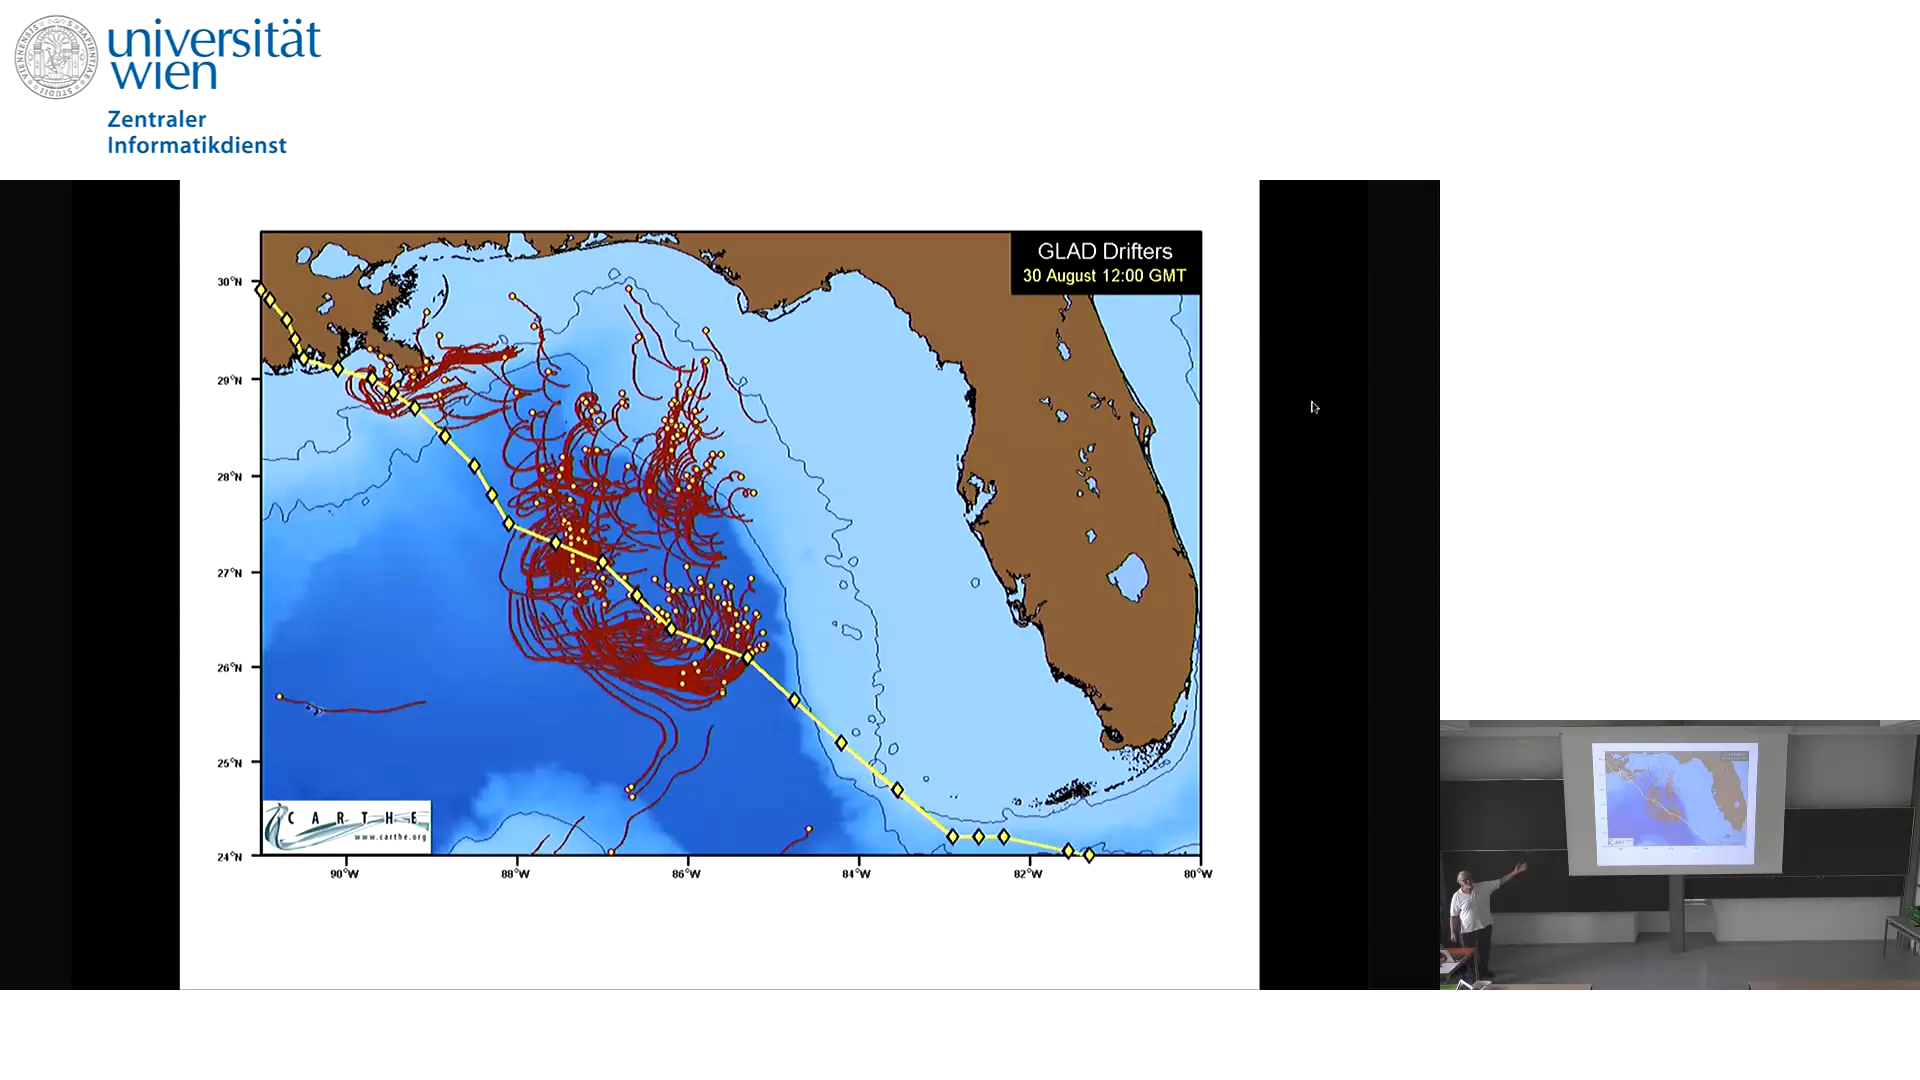 universität
wien
Zentraler
Informatikdienst
GLAD Drifters
30 August 12:00 GMT
30°N
29°N
28°N
27°N
26°N
25°N
24°N
CARTHE
www.carthe.org
90°W
88°W
86°W
84°W
82°W
80°W